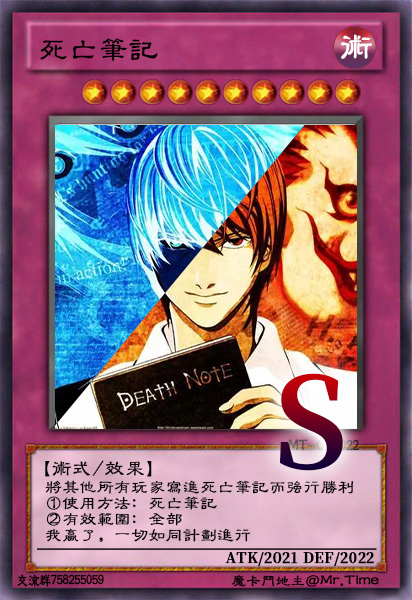 死亡筆記
術
DEATH NOTE
S
【術式/效果】
將其他所有玩家寫進死亡筆記而強行勝利
①使用方法: 死亡筆記
②有效範圍: 全部
我贏了，一切如同計劃進行
ATK/2021 DEF/2022
交流群758255059
魔卡鬥地主@Mr.Time